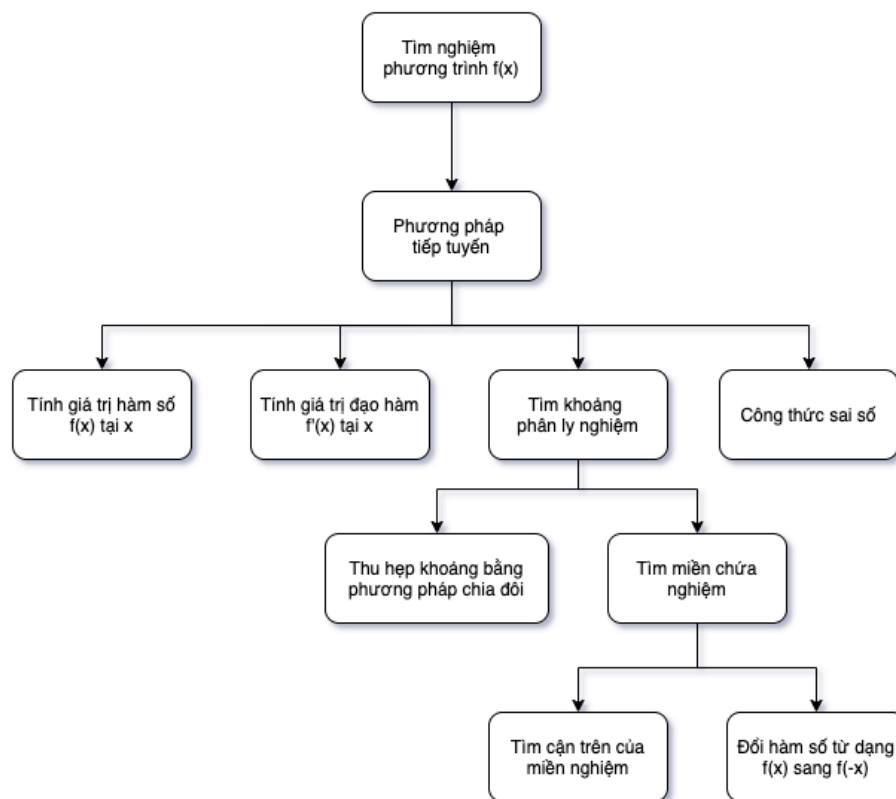 Tìm nghiệm
phương trình f(x)
Phương pháp
tiếp tuyến
Tính giá trị hàm số
f(x) tại x
Tính giá trị đạo hàm
f'(x) tại x
Tìm khoảng
phân ly nghiệm
Công thức sai số
Thu hẹp khoảng bằng
phương pháp chia đôi
Tìm miền chứa
nghiệm
Tìm cận trên của
miền nghiệm
Đổi hàm số từ dạng
f(x) sang f(-x)